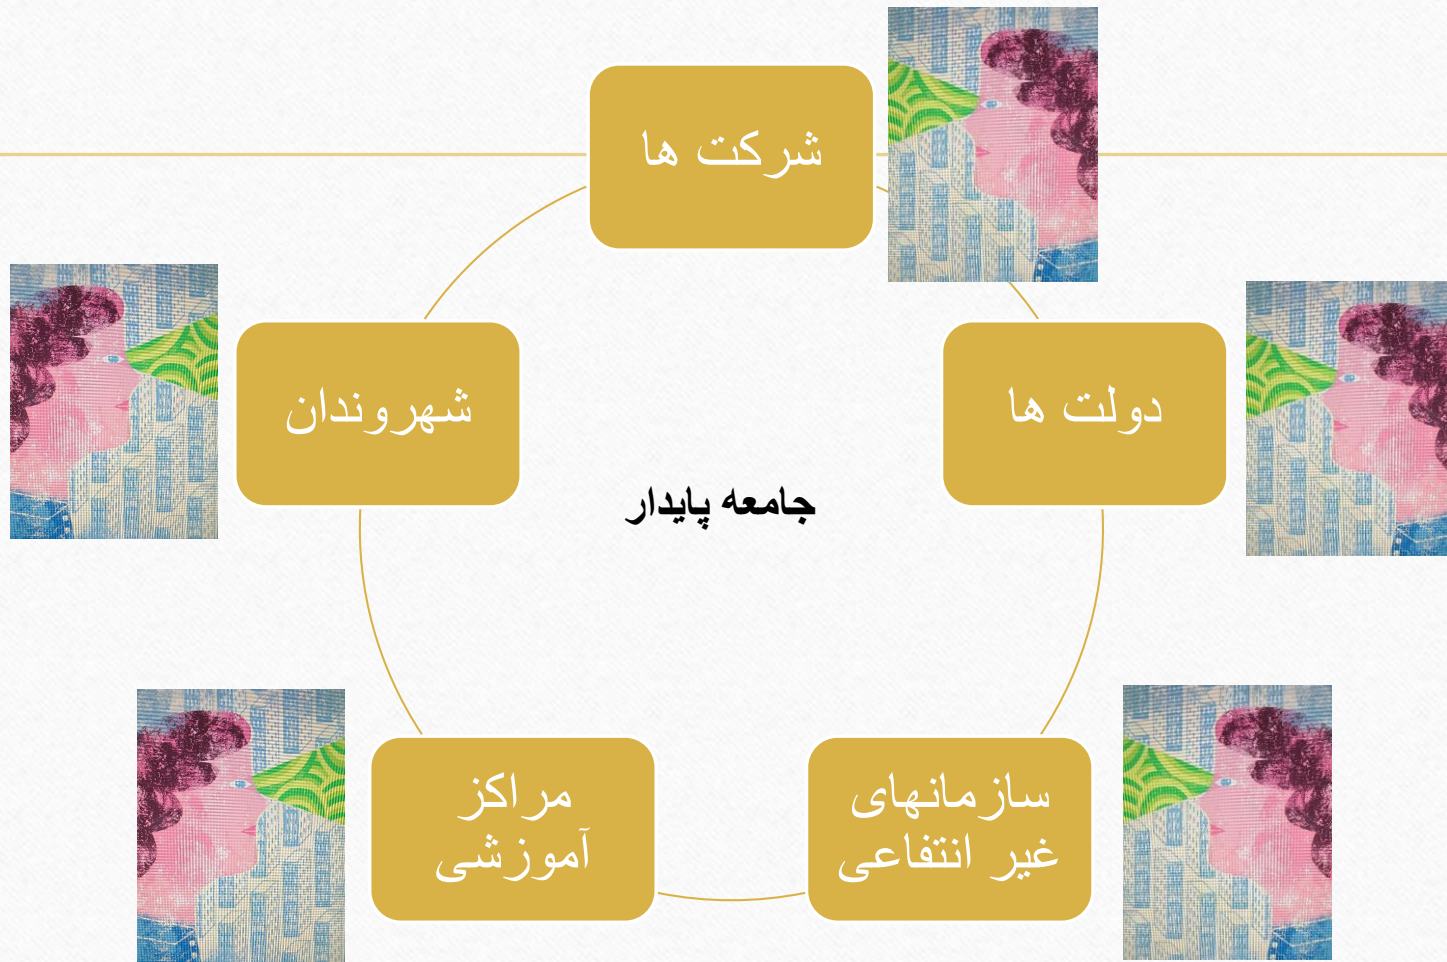 شرکت ها
شهروندان
دولت ها
جامعه پایدار
مراکز
آموزشی
سازمانهای
غیر انتفاعی